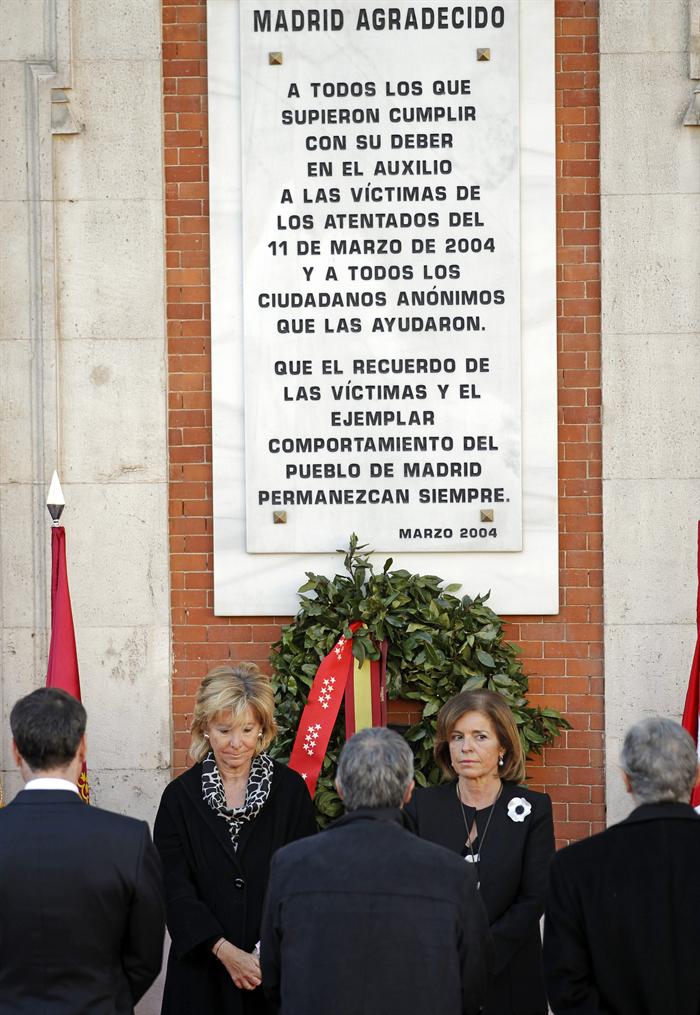 MADRID AGRADECIDO
A TODOS LOS QUE
SUPIERON CUMPLIR
CON SU DEBER
EN EL AUXILIO
A LAS VÍCTIMAS DE
LOS ATENTADOS DEL
11 DE MARZO DE 2004
Y A TODOS LOS
CIUDADANOS ANÓNIMOS
QUE LAS AYUDARON.
QUE EL RECUERDO DE
LAS VÍCTIMAS Y EL
EJEMPLAR
COMPORTAMIENTO DEL
PUEBLO DE MADRID
PERMANEZCAN SIEMPRE.
MARZO 2004